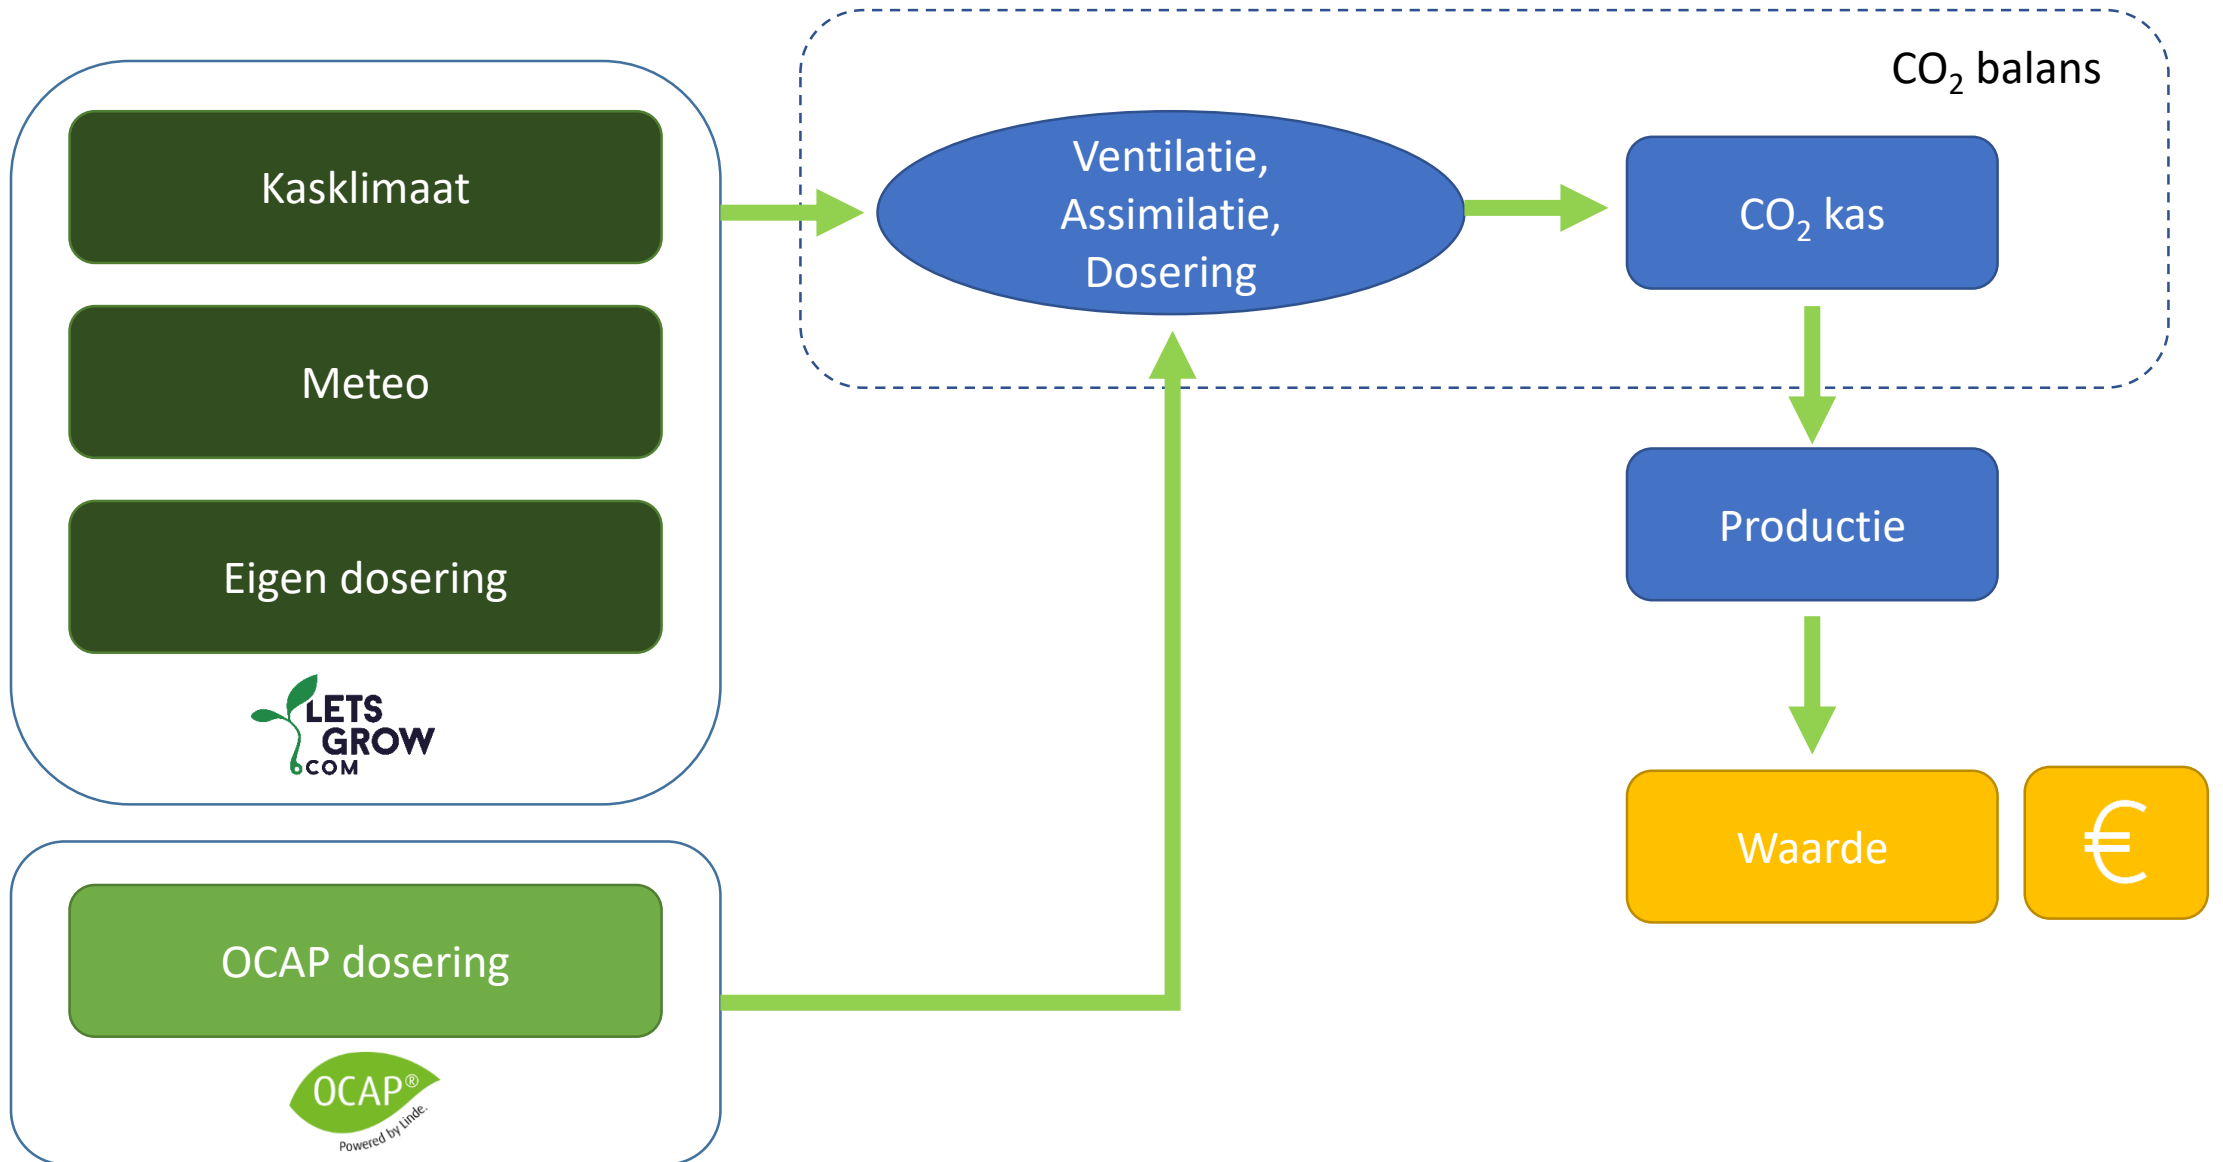 CO₂ balans
Kasklimaat
Meteo
Eigen dosering
LETS
GROW
COM
OCAP dosering
OCAP®
Powered by Linde.
Ventilatie,
Assimilatie,
Dosering
CO₂ kas
Productie
Waarde
€